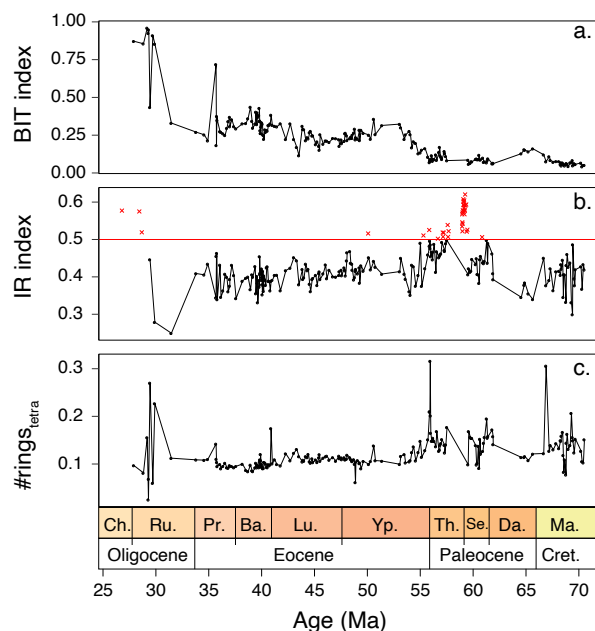 a.
BIT index
1.00
0.75
0.50
0.25
0.00
b.
IR index
0.6
0.5
0.4
0.3
c.
#rings tetra
0.3
0.2
0.1
Ch. Ru. Pr. Ba. Lu. Yp. Th. Se. Da. Ma.
Oligocene Eocene Paleocene Cret.
25 30 35 40 45 50 55 60 65 70
Age (Ma)